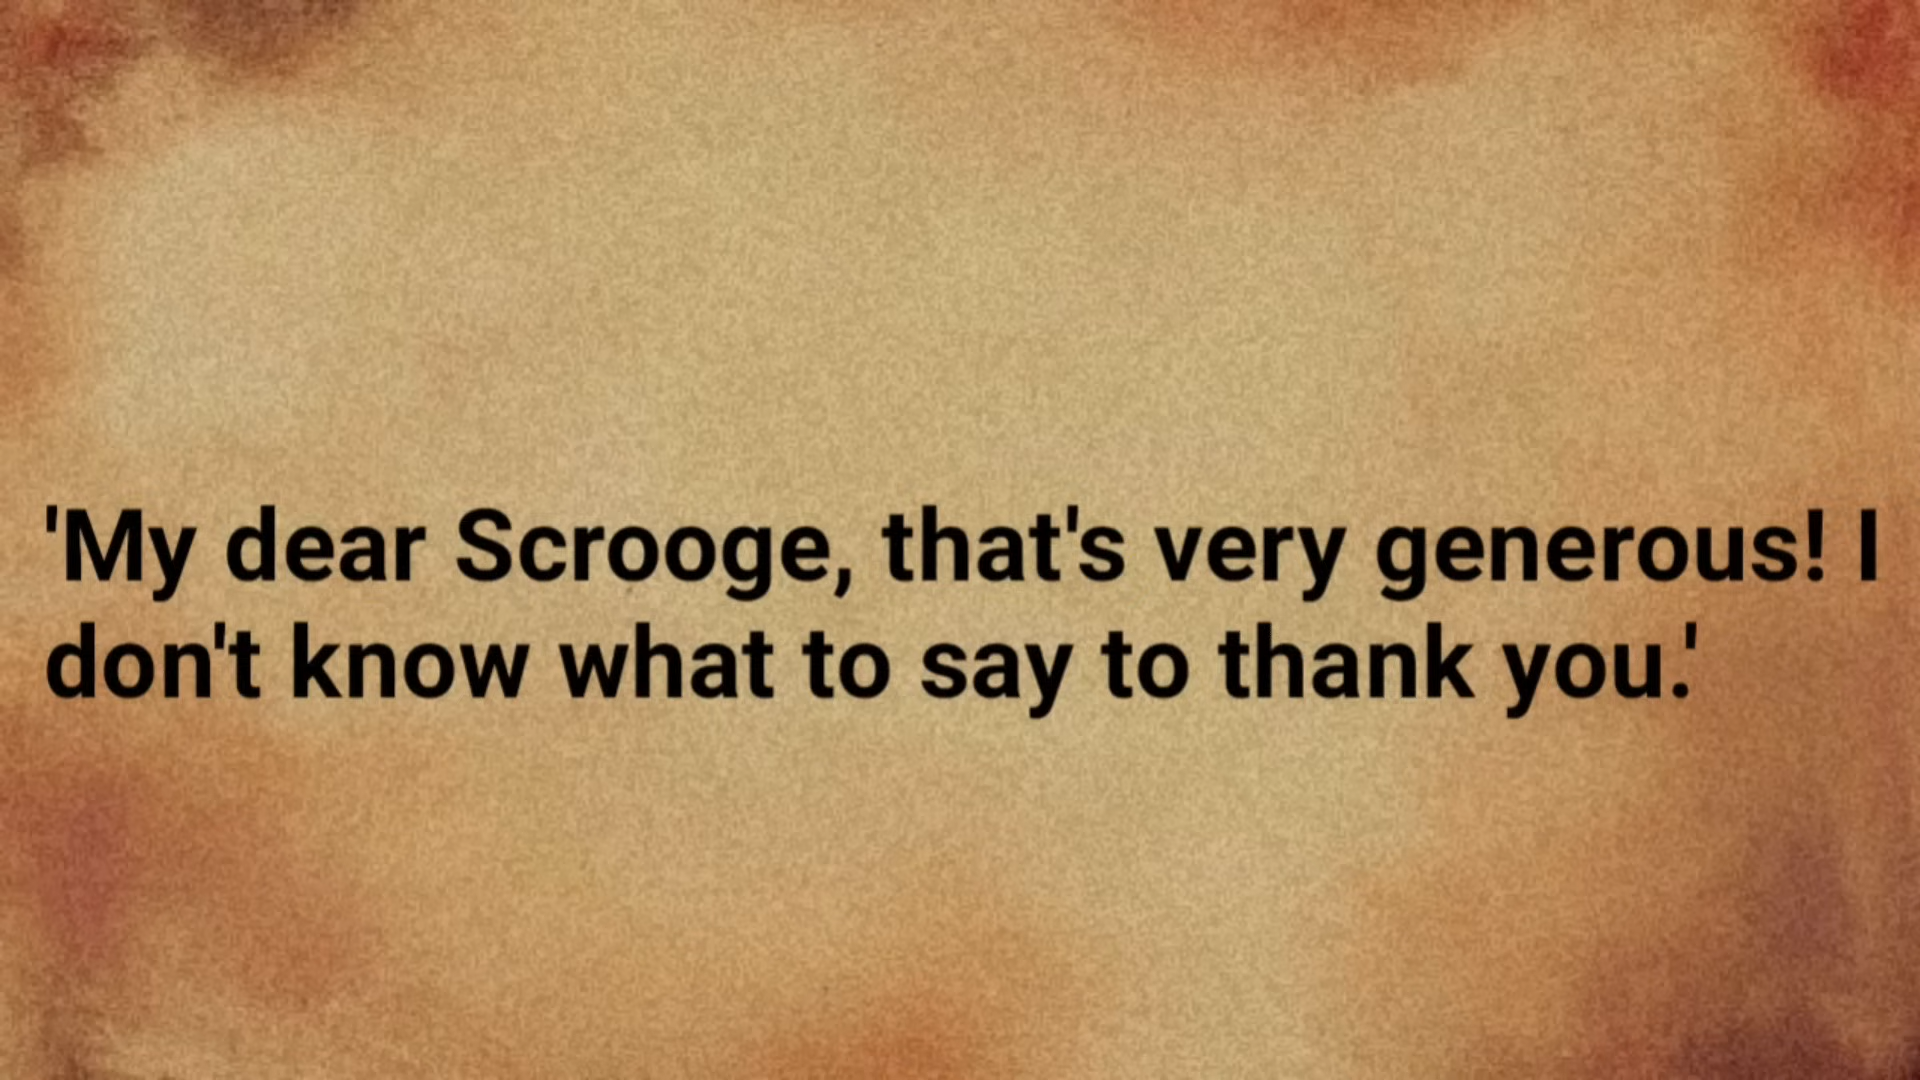 'My dear Scrooge, that's very generous! I
don't know what to say to thank you.'